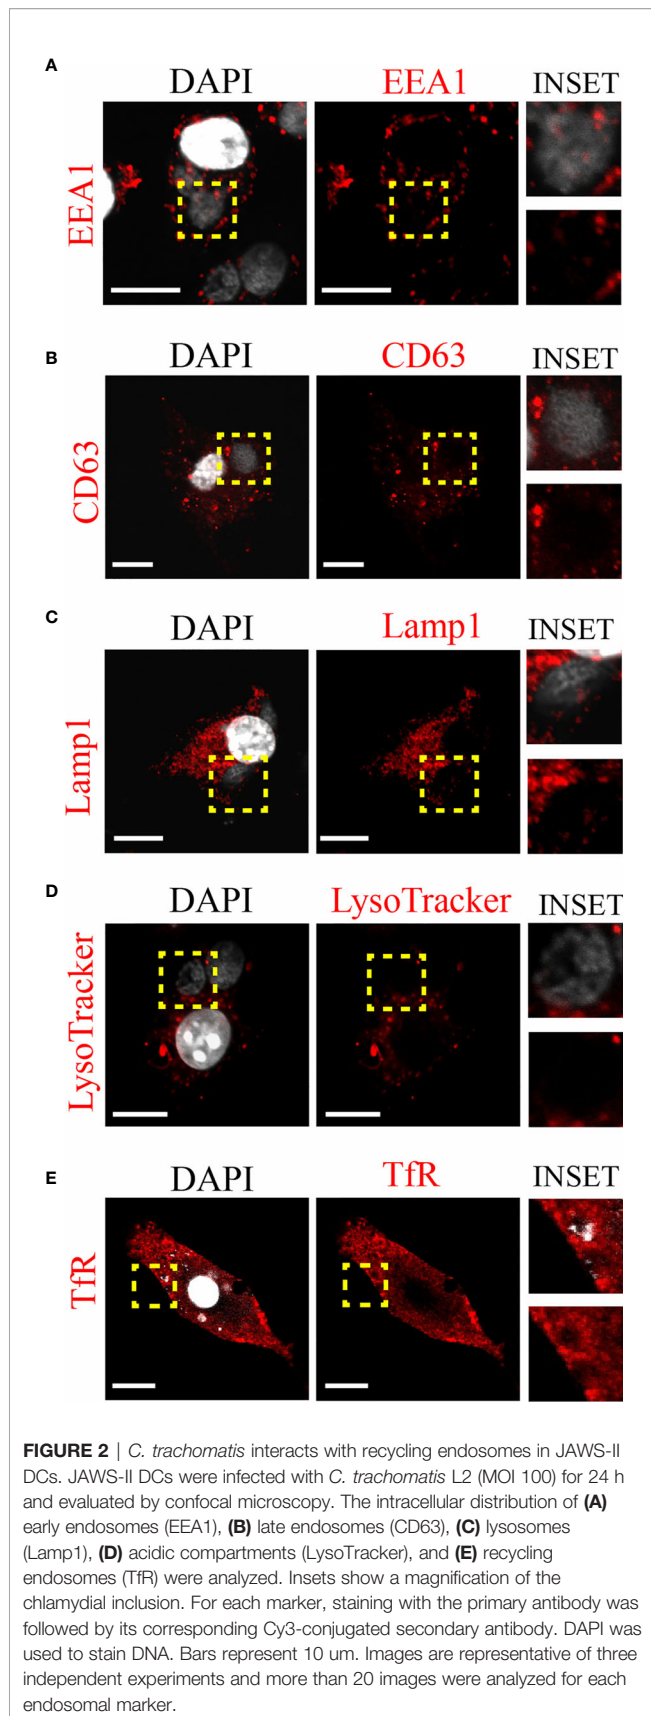 A
DAPI EEA1 INSET
EEA1
B
DAPI CD63 INSET
CD63
C
DAPI Lamp1 INSET
Lamp1
D
DAPI LysoTracker INSET
LysoTracker
E
DAPI TfR INSET
TfR
FIGURE 2 | C. trachomatis interacts with recycling endosomes in JAWS-II
DCs. JAWS-II DCs were infected with C. trachomatis L2 (MOI 100) for 24 h
and evaluated by confocal microscopy. The intracellular distribution of (A)
early endosomes (EEA1), (B) late endosomes (CD63), (C) lysosomes
(Lamp1), (D) acidic compartments (LysoTracker), and (E) recycling
endosomes (TfR) were analyzed. Insets show a magnification of the
chlamydial inclusion. For each marker, staining with the primary antibody was
followed by its corresponding Cy3-conjugated secondary antibody. DAPI was
used to stain DNA. Bars represent 10 um. Images are representative of three
independent experiments and more than 20 images were analyzed for each
endosomal marker.